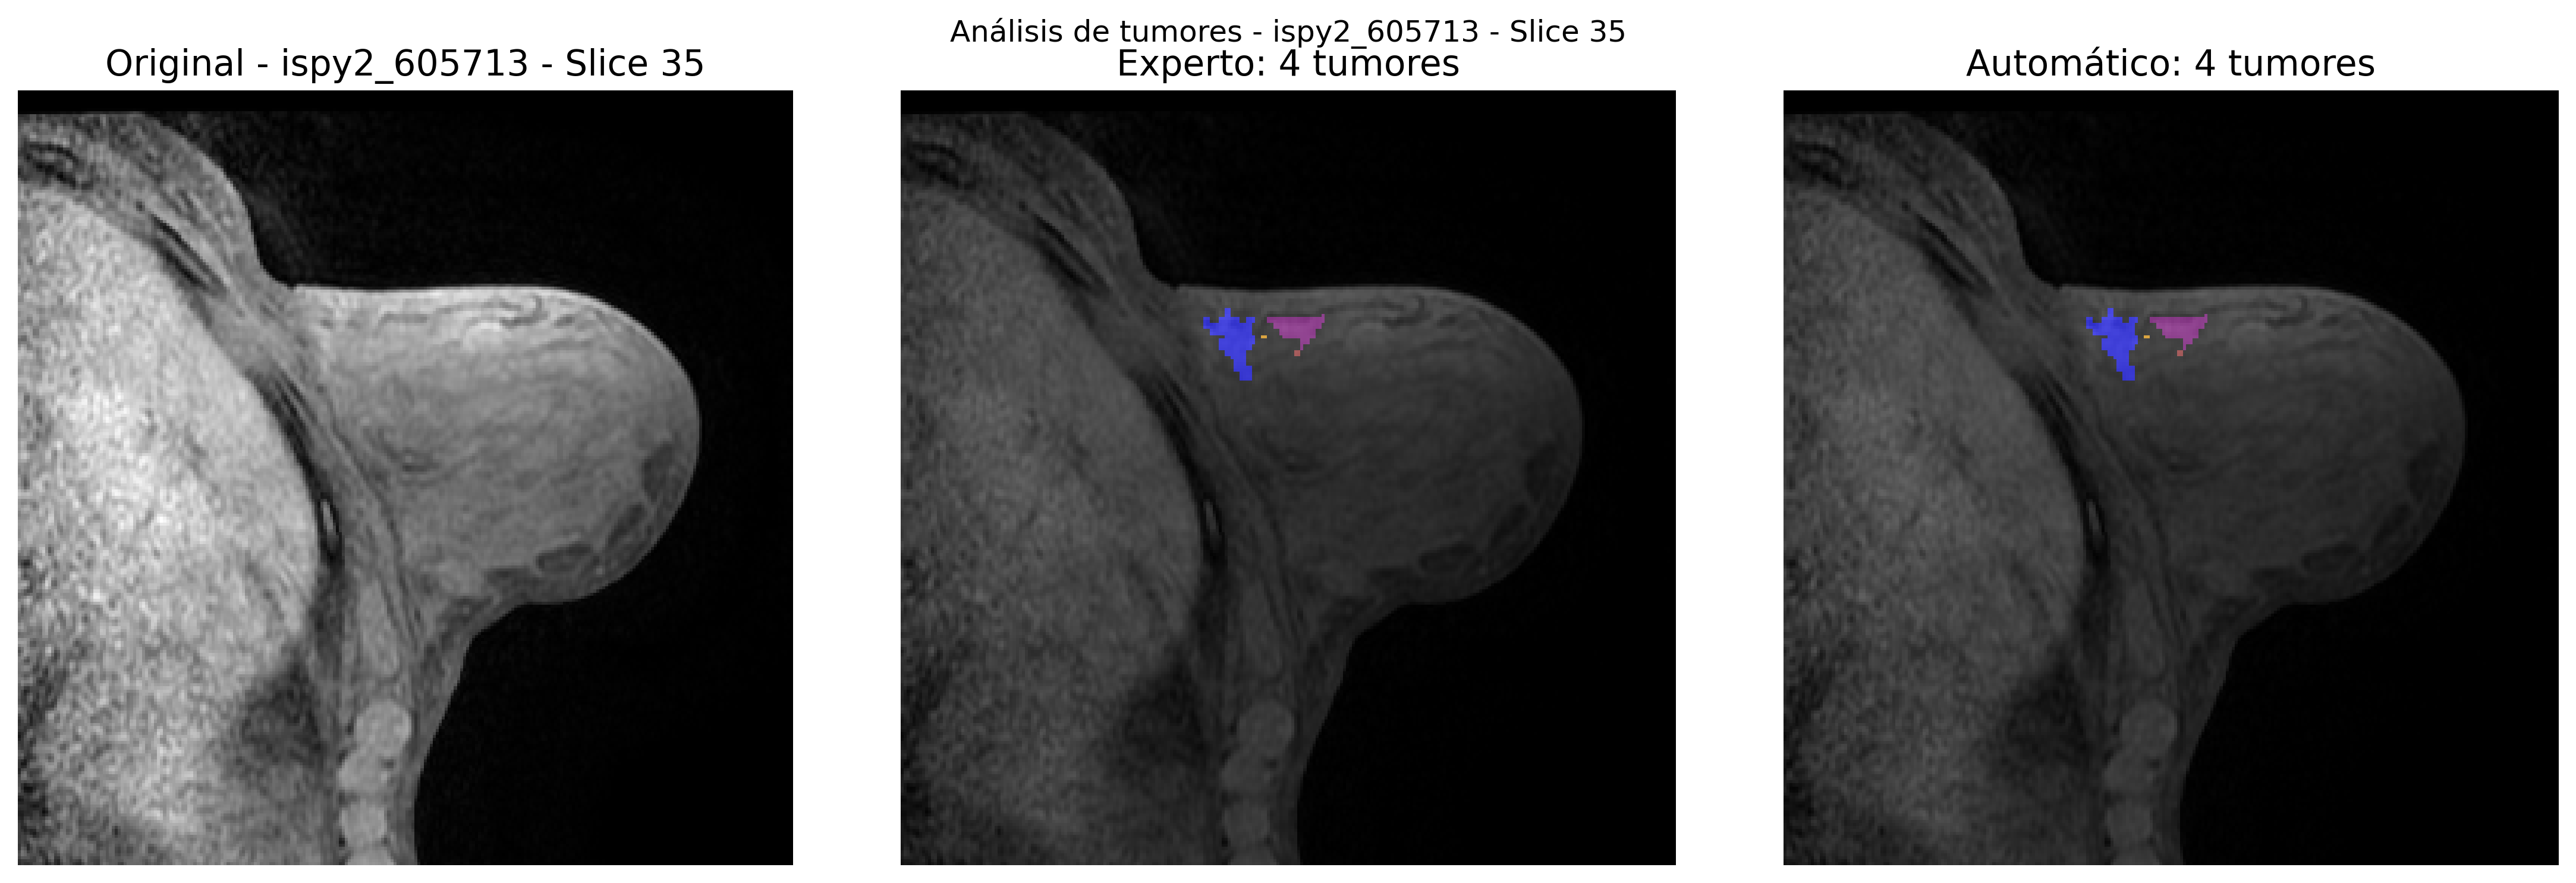 Análisis de tumores - ispy2_605713 - Slice 35
Original - ispy2_605713 - Slice 35
Experto: 4 tumores
Automático: 4 tumores